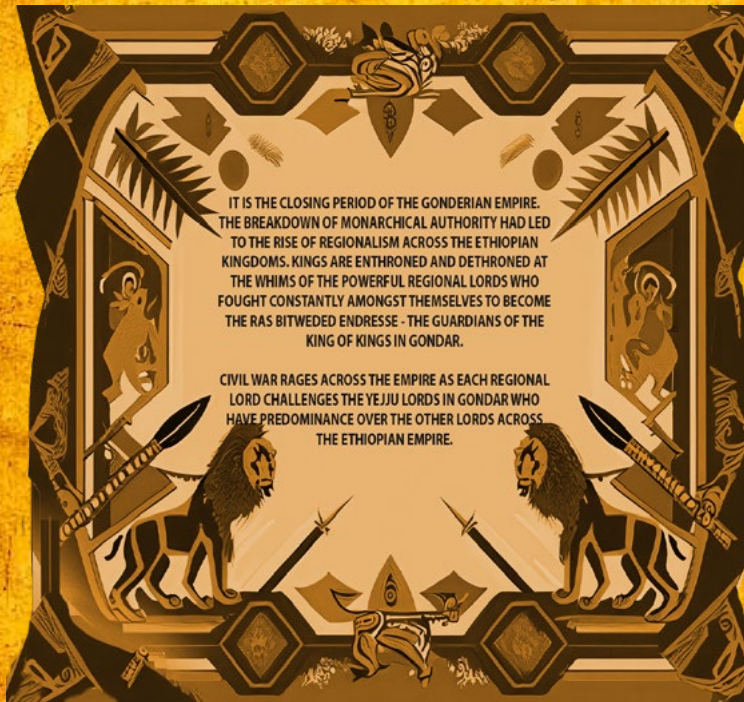 IT IS THE CLOSING PERIOD OF THE GONDERIAN EMPIRE.
THE BREAKDOWN OF MONARCHICAL AUTHORITY HAD LED
TO THE RISE OF REGIONALISM ACROSS THE ETHIOPIAN
KINGDOMS. KINGS ARE ENTHRONED AND DETHRONED AT
THE WHIMS OF THE POWERFUL REGIONAL LORDS WHO
FOUGHT CONSTANTLY AMONGST THEMSELVES TO BECOME
THE RAS BITWEDED ENDRESSE - THE GUARDIANS OF THE
KING OF KINGS IN GONDAR.
CIVIL WAR RAGES ACROSS THE EMPIRE AS EACH REGIONAL
LORD CHALLENGES THE YEJJU LORDS IN GONDAR WHO
HAVE PREDOMINANCE OVER THE OTHER LORDS ACROSS
THE ETHIOPIAN EMPIRE.